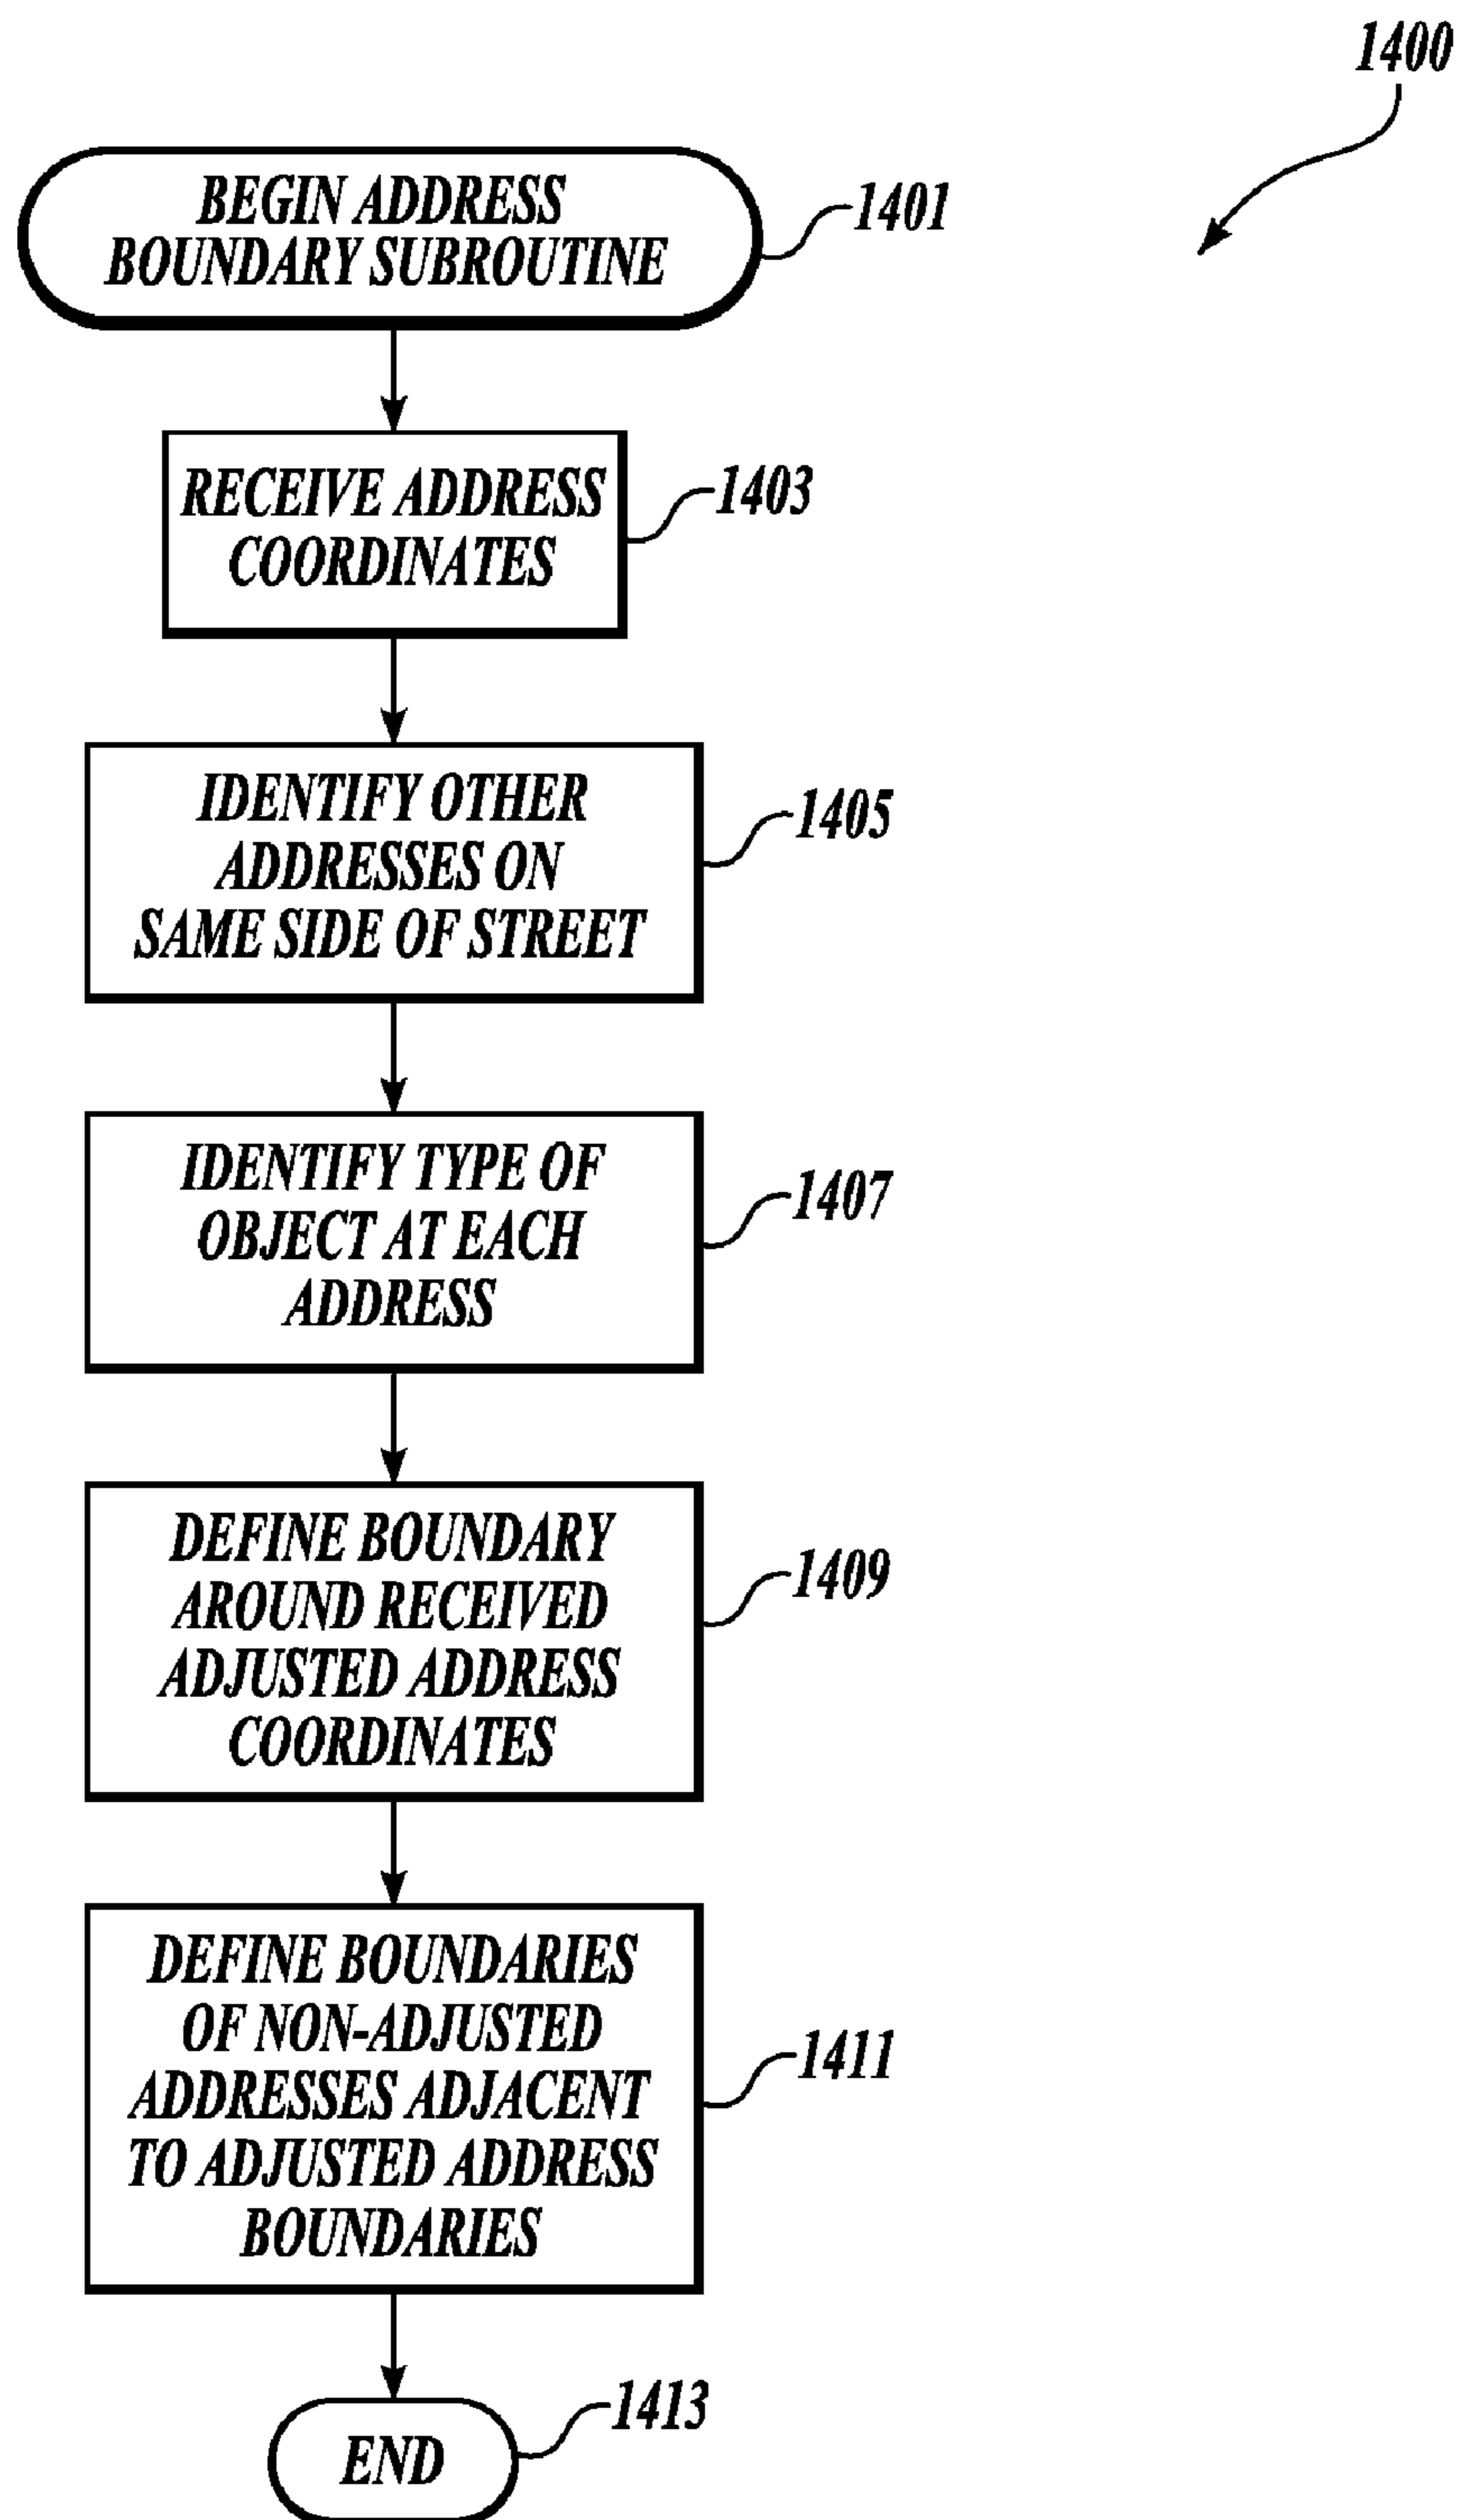 1400
BEGIN ADDRESS
BOUNDARY SUBROUTINE
1401
RECEIVE ADDRESS
COORDINATES
1403
IDENTIFY OTHER
ADDRESSES ON
SAME SIDE OF STREET
1405
IDENTIFY TYPE OF
OBJECT AT EACH
ADDRESS
1407
DEFINE BOUNDARY
AROUND RECEIVED
ADJUSTED ADDRESS
COORDINATES
1409
DEFINE BOUNDARIES
OF NON-ADJUSTED
ADDRESSES ADJACENT
TO ADJUSTED ADDRESS
BOUNDARIES
1411
END
1413